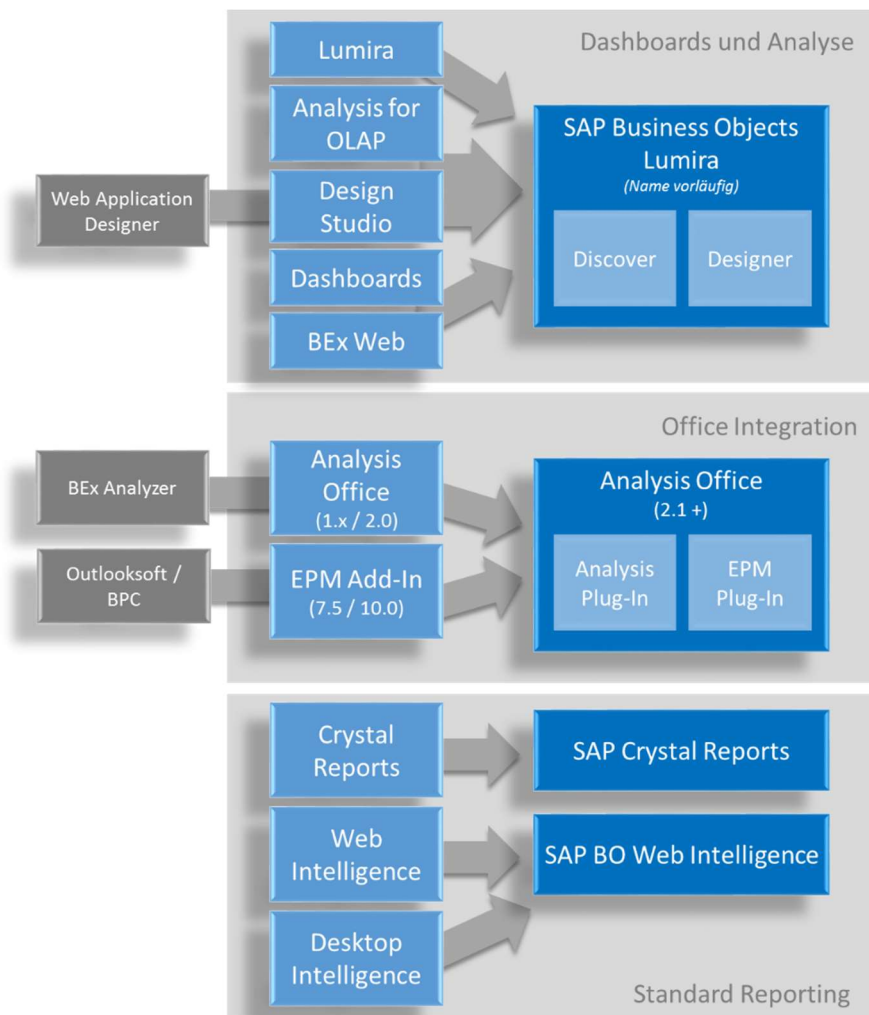 Dashboards und Analyse
Lumira
Analysis for
OLAP
Web Application
Designer
Design
Studio
Dashboards
BEx Web
SAP Business Objects
Lumira
(Name vorläufig)
Discover
Designer
Office Integration
BEx Analyzer
Analysis
Office
(1.x / 2.0)
Outlooksoft /
BPC
EPM Add-In
(7.5 / 10.0)
Analysis Office
(2.1 +)
Analysis
Plug-In
EPM
Plug-In
Crystal
Reports
SAP Crystal Reports
Web
Intelligence
SAP BO Web Intelligence
Desktop
Intelligence
Standard Reporting